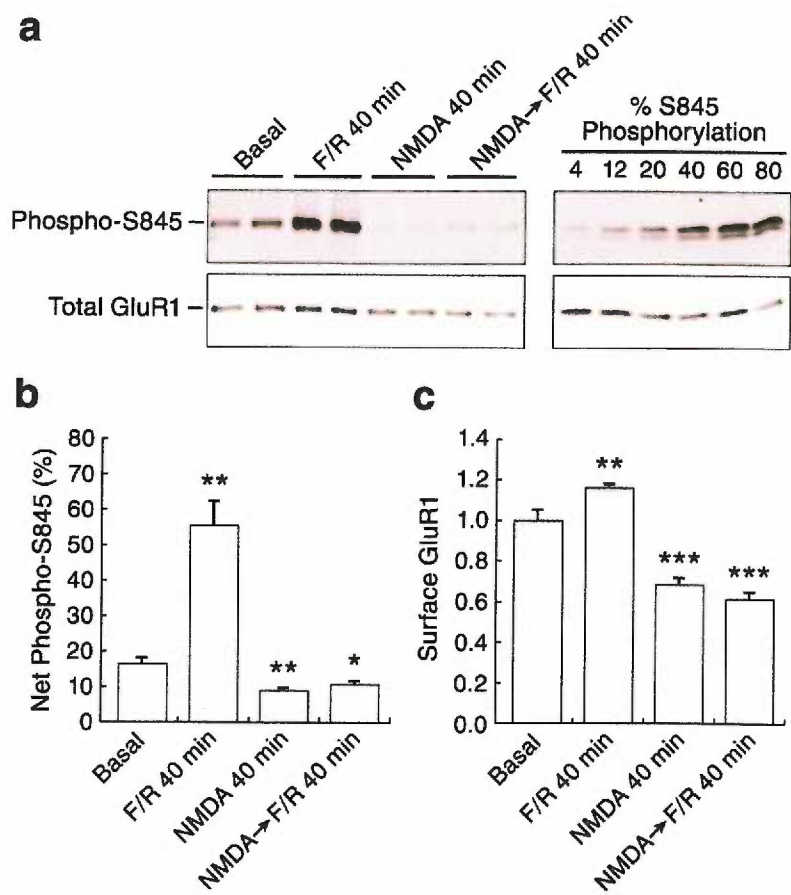 a
Basal
F/R 40 min
NMDA 40 min
NMDA→F/R 40 min
% S845
Phosphorylation
4 12 20 40 60 80
Phospho-S845
Total GluR1
b
Net Phospho-S845 (%)
80
70
60
50
40
30
20
10
0
**
**
*
Basal
F/R 40 min
NMDA 40 min
NMDA→F/R 40 min
c
Surface GluR1
1.4
1.2
1.0
0.8
0.6
0.4
0.2
0.0
**
***
***
Basal
F/R 40 min
NMDA 40 min
NMDA→F/R 40 min